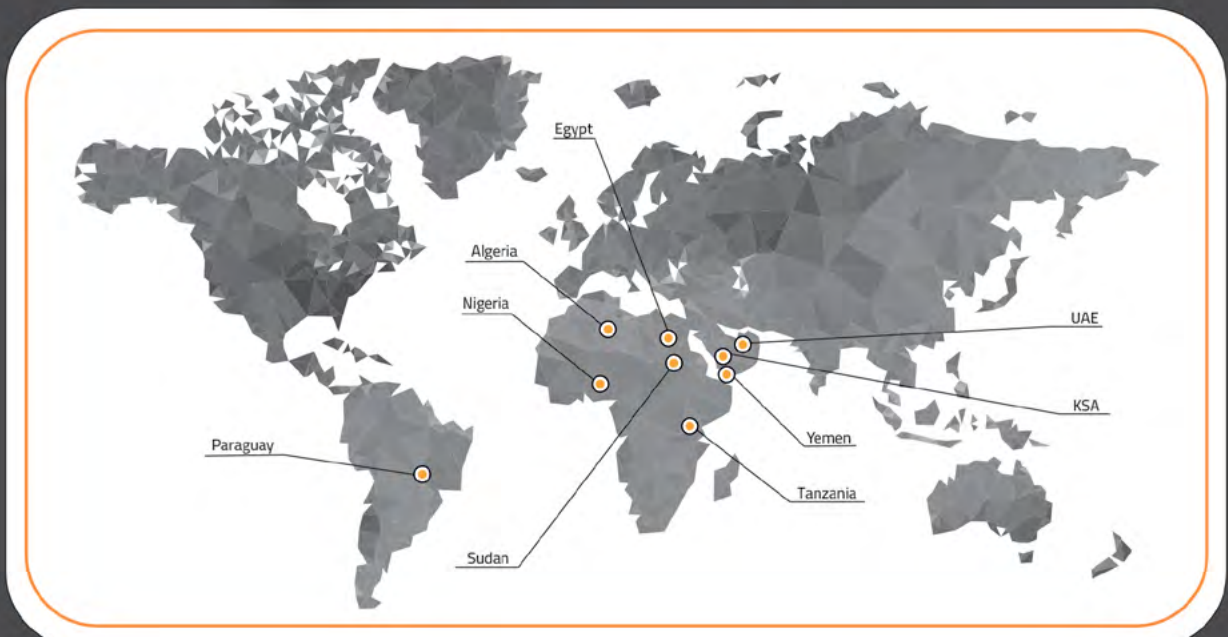 Egypt
Algeria
Nigeria
UAE
KSA
Yemen
Paraguay
Tanzania
Sudan